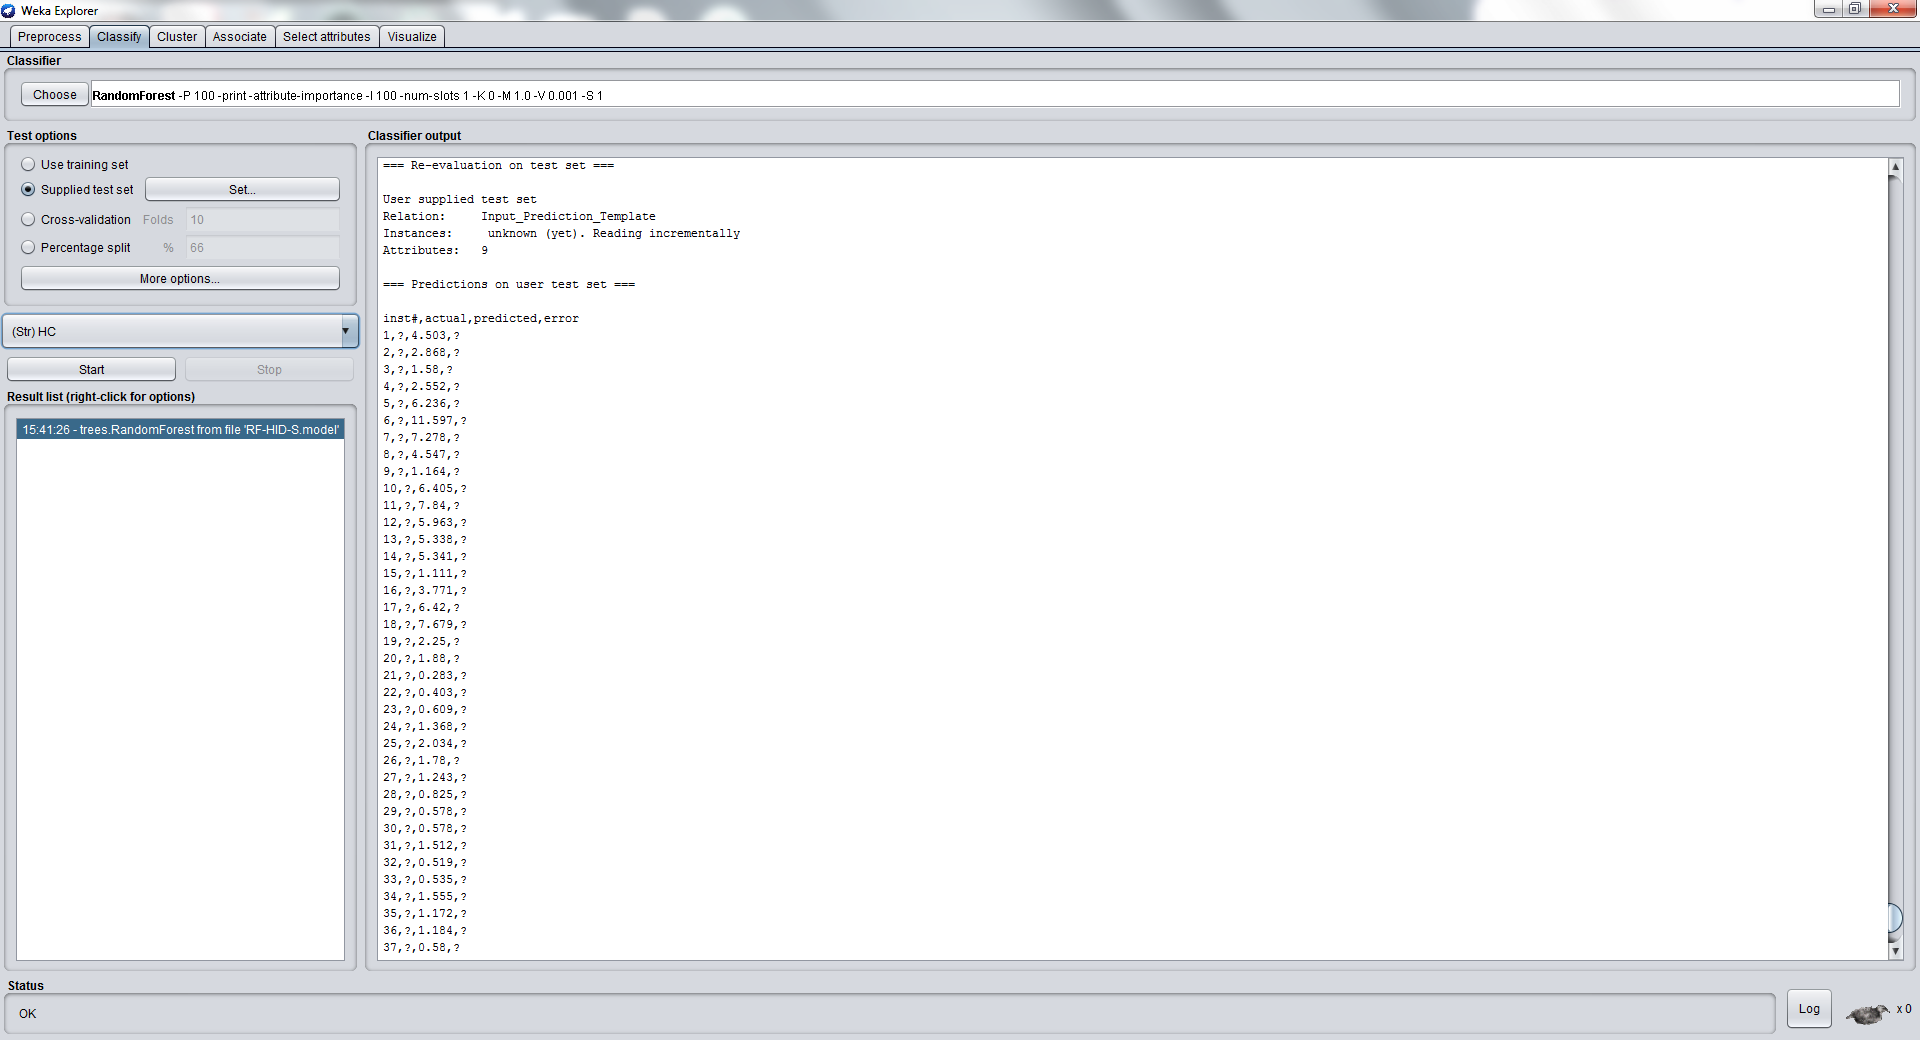 Weka Explorer
Preprocess Classify Cluster Associate Select attributes Visualize
Classifier
Choose RandomForest -P 100 -print -attribute-importance -I 100 -num-slots 1 -K 0 -M 1.0 -V 0.001 -S 1
Test options
Use training set
Supplied test set Set...
Cross-validation Folds 10
Percentage split % 66
More options...
(Str) HC
Start Stop
Result list (right-click for options)
15:41:26 - trees.RandomForest from file 'RF-HID-S.model'
Classifier output
=== Re-evaluation on test set ===
User supplied test set
Relation: Input_Prediction_Template
Instances: unknown (yet). Reading incrementally
Attributes: 9
=== Predictions on user test set ===
inst#,actual,predicted,error
1,?,4.503,?
2,?,2.868,?
3,?,1.58,?
4,?,2.552,?
5,?,6.236,?
6,?,11.597,?
7,?,7.278,?
8,?,4.547,?
9,?,1.164,?
10,?,6.405,?
11,?,7.84,?
12,?,5.963,?
13,?,5.338,?
14,?,5.341,?
15,?,1.111,?
16,?,3.771,?
17,?,6.42,?
18,?,7.679,?
19,?,2.25,?
20,?,1.88,?
21,?,0.283,?
22,?,0.403,?
23,?,0.609,?
24,?,1.368,?
25,?,2.034,?
26,?,1.78,?
27,?,1.243,?
28,?,0.825,?
29,?,0.578,?
30,?,0.578,?
31,?,1.512,?
32,?,0.519,?
33,?,0.535,?
34,?,1.555,?
35,?,1.172,?
36,?,1.184,?
37,?,0.58,?
Status
OK
Log x 0